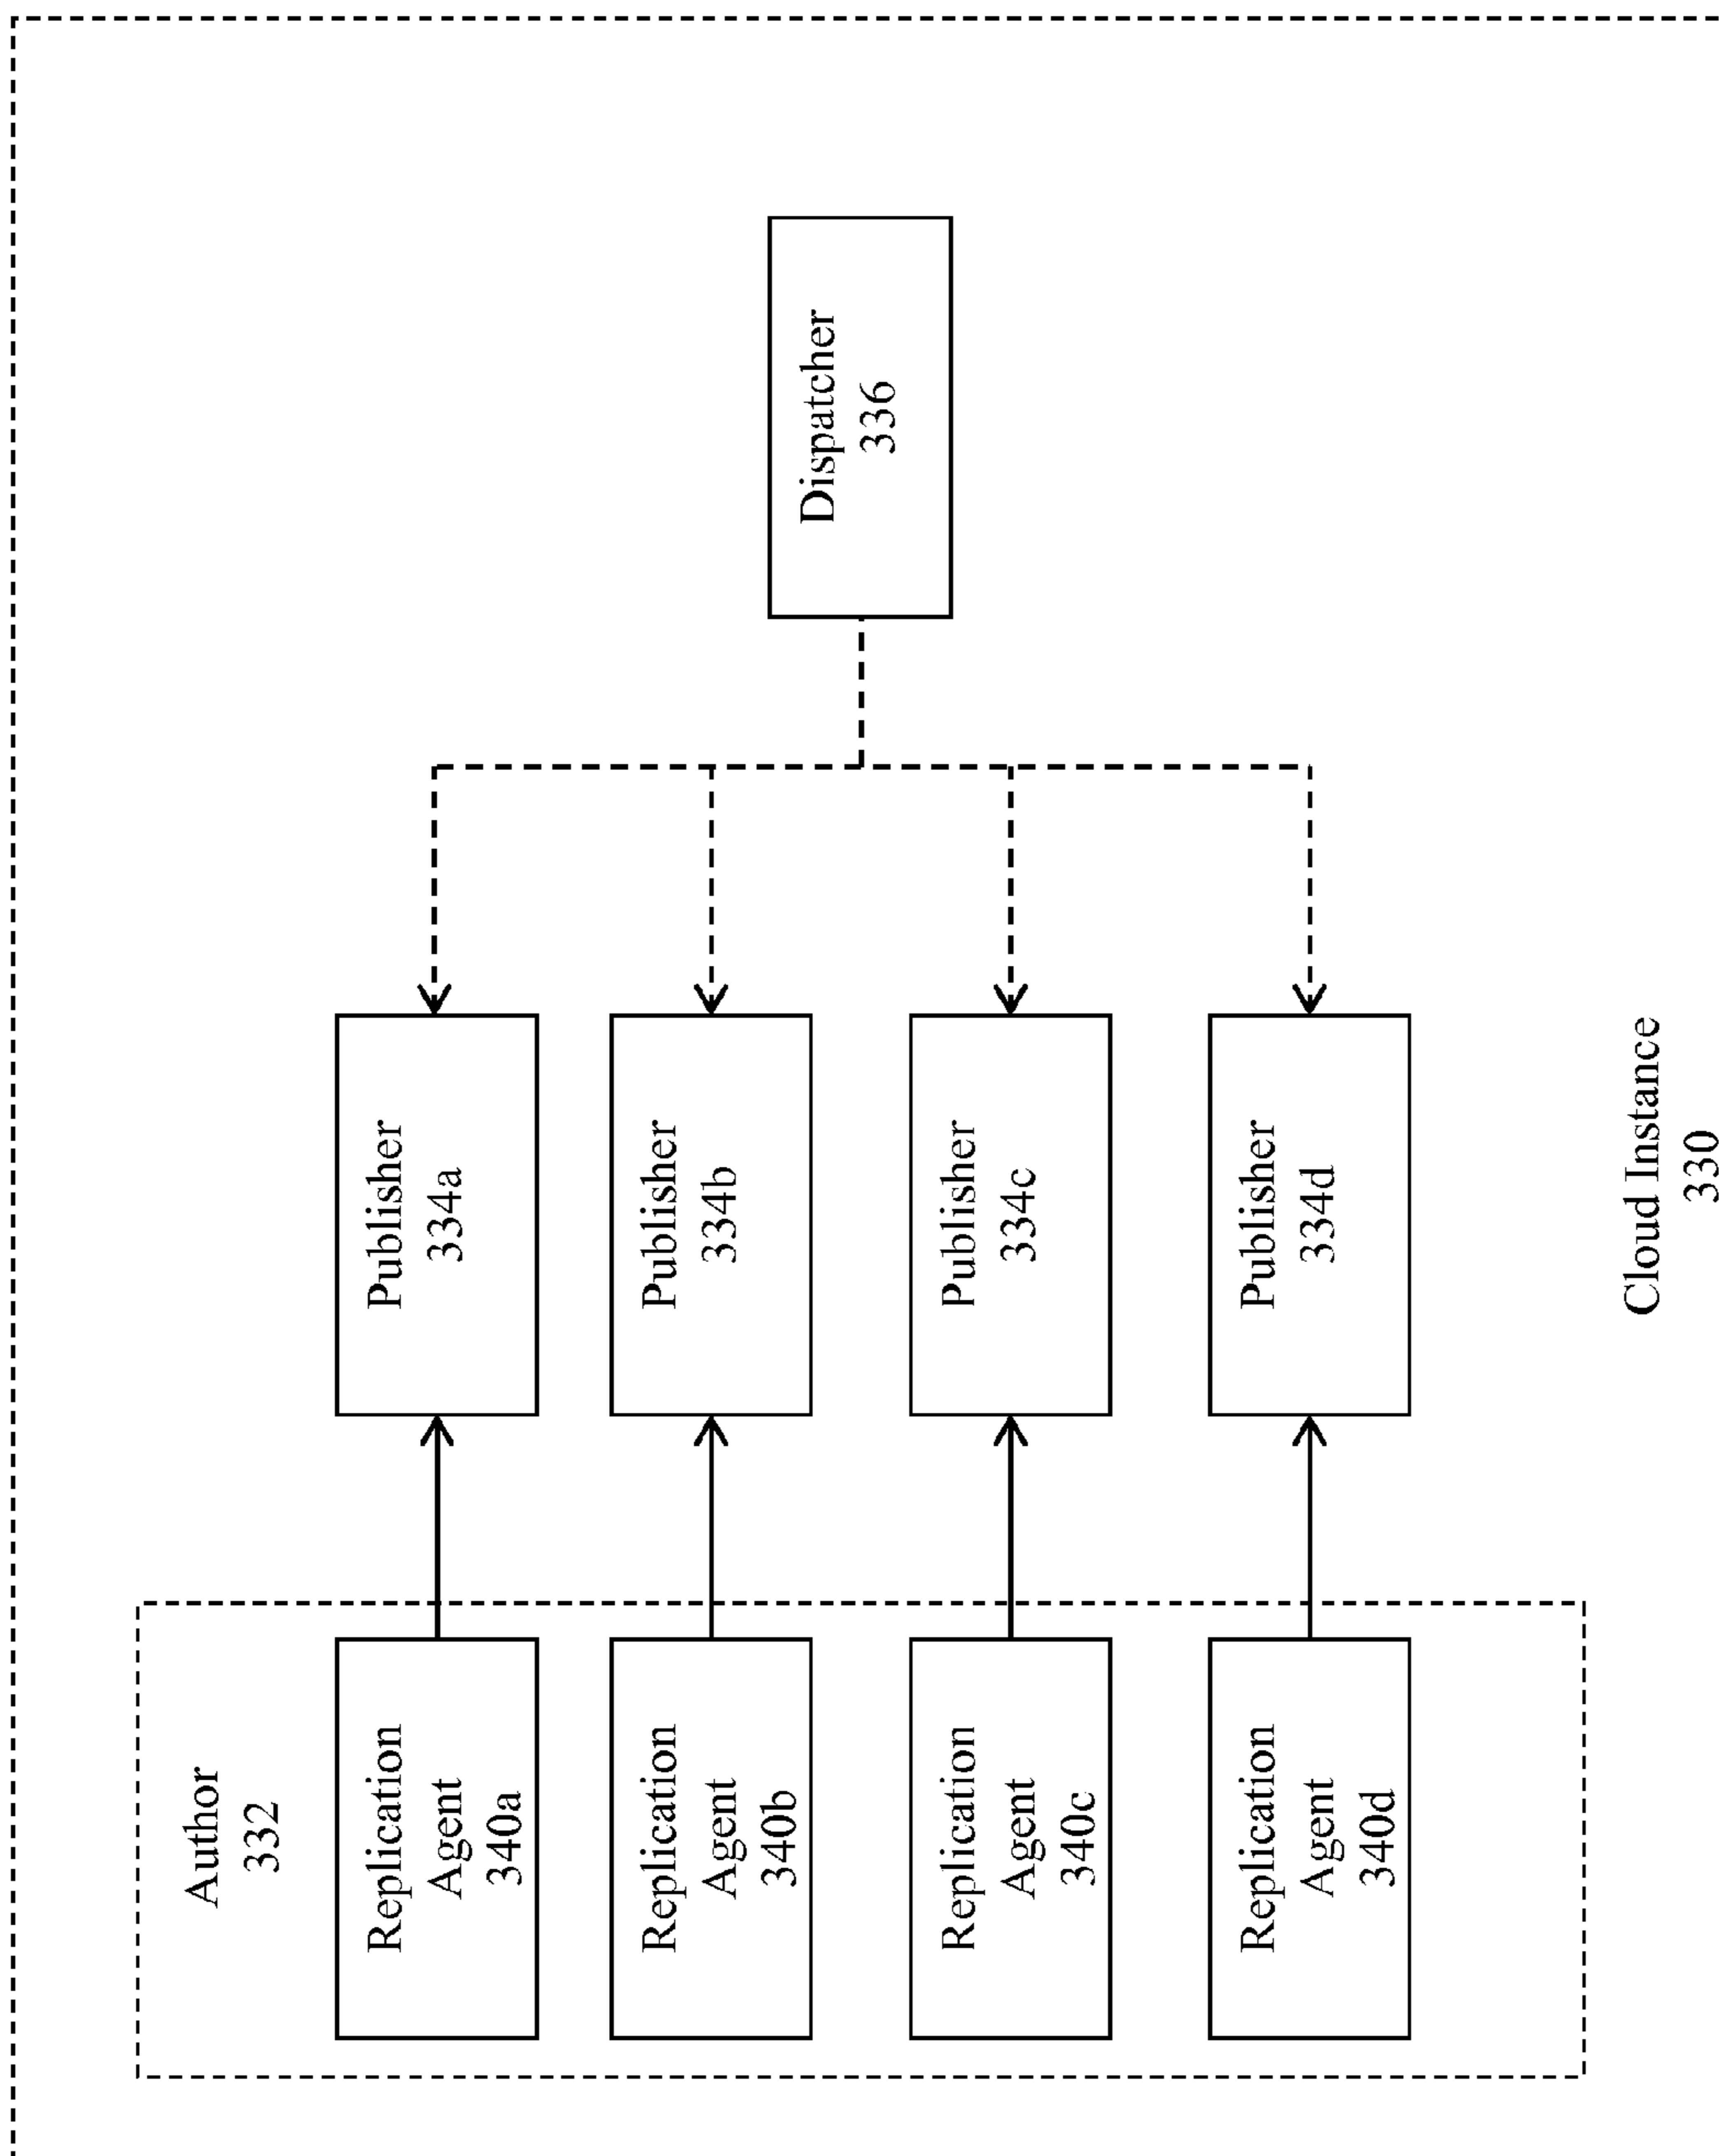 Author
332
Replication
Agent
340a
Publisher
334a
Replication
Agent
340b
Publisher
334b
Dispatcher
336
Replication
Agent
340c
Publisher
334c
Replication
Agent
340d
Publisher
334d
Cloud Instance
330